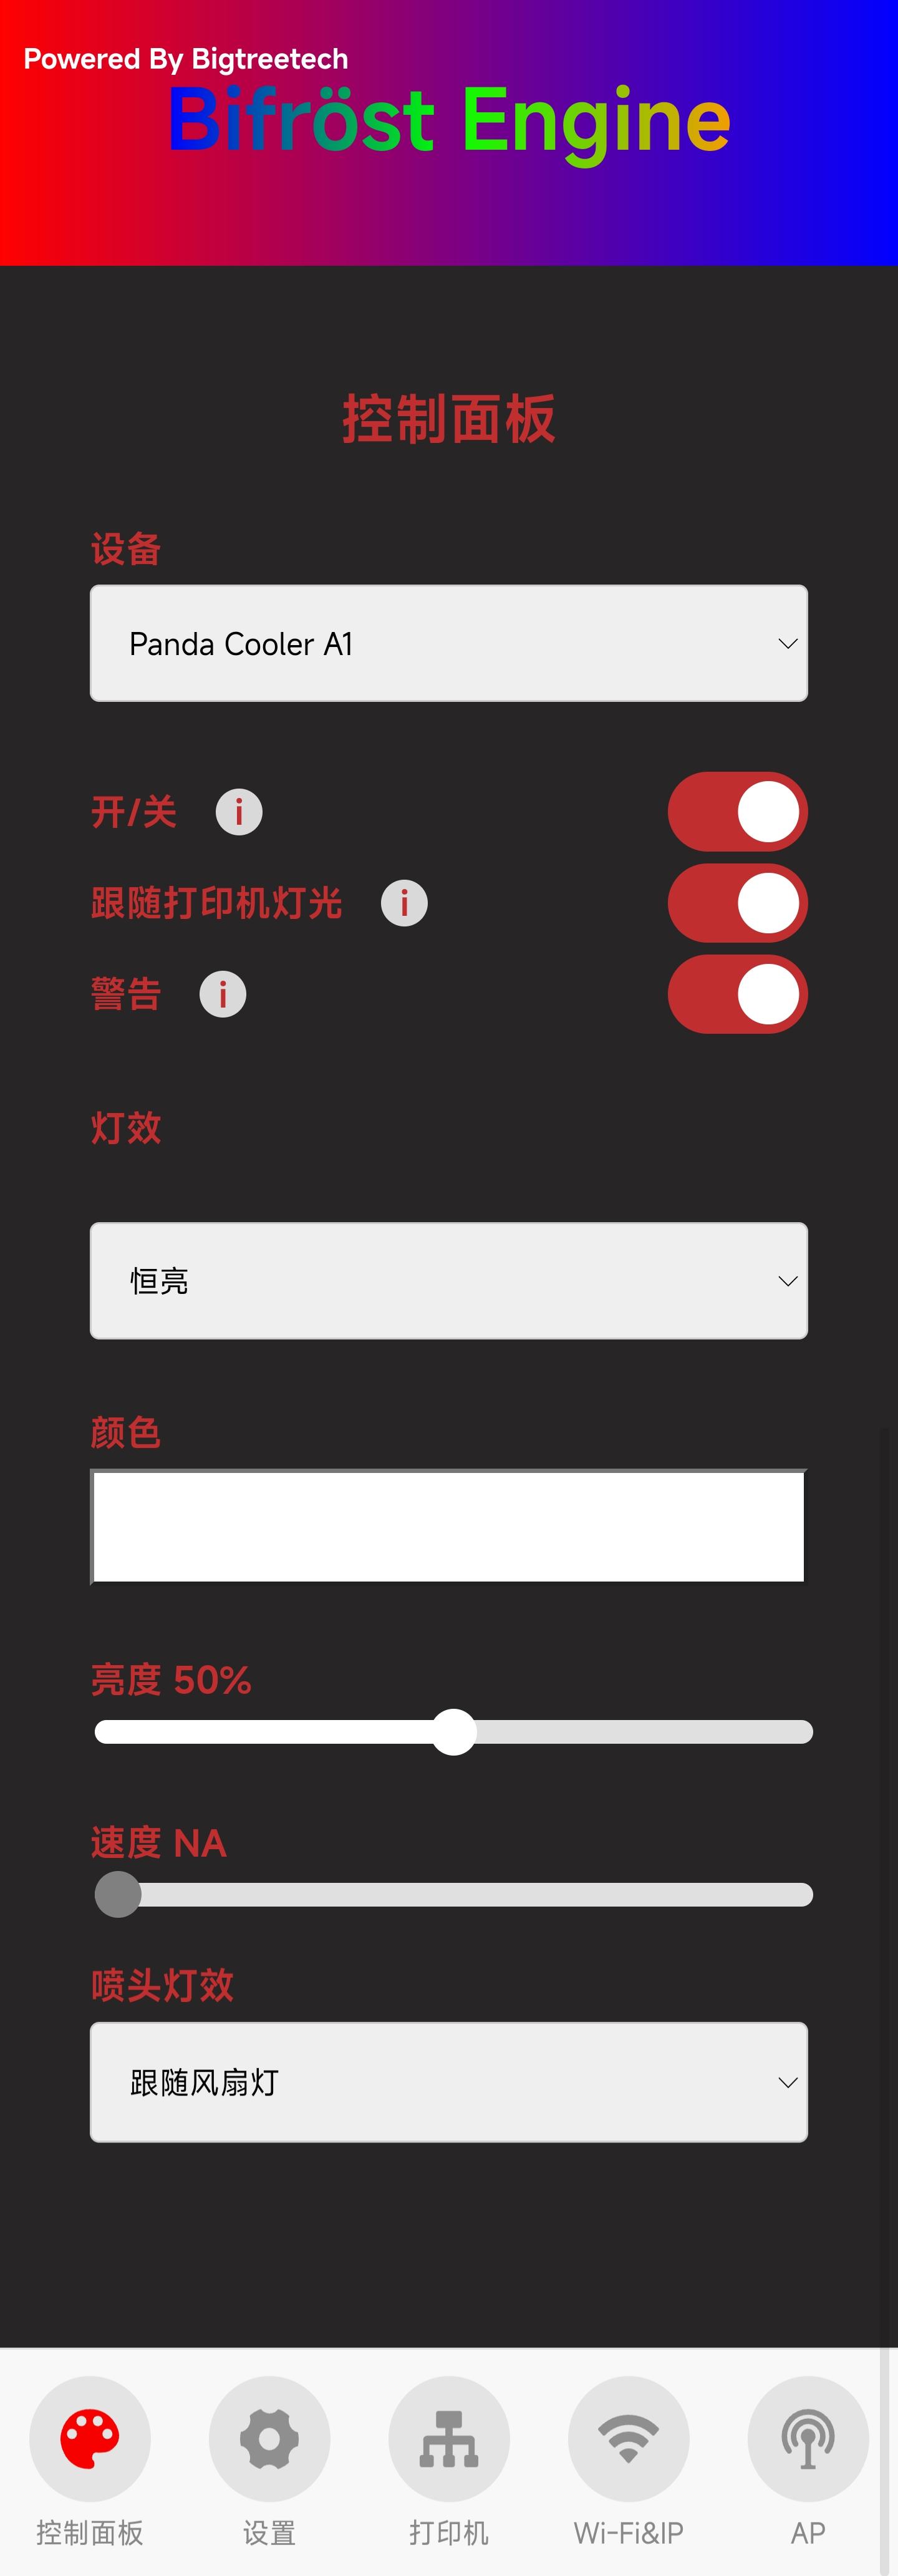 Powered By Bigtreetech
Bifröst Engine
控制面板
设备
Panda Cooler A1
开/关 i
跟随打印机灯光 i
警告 i
灯效
恒亮
颜色
亮度 50%
速度 NA
喷头灯效
跟随风扇灯
控制面板 设置 打印机 Wi-Fi&IP AP